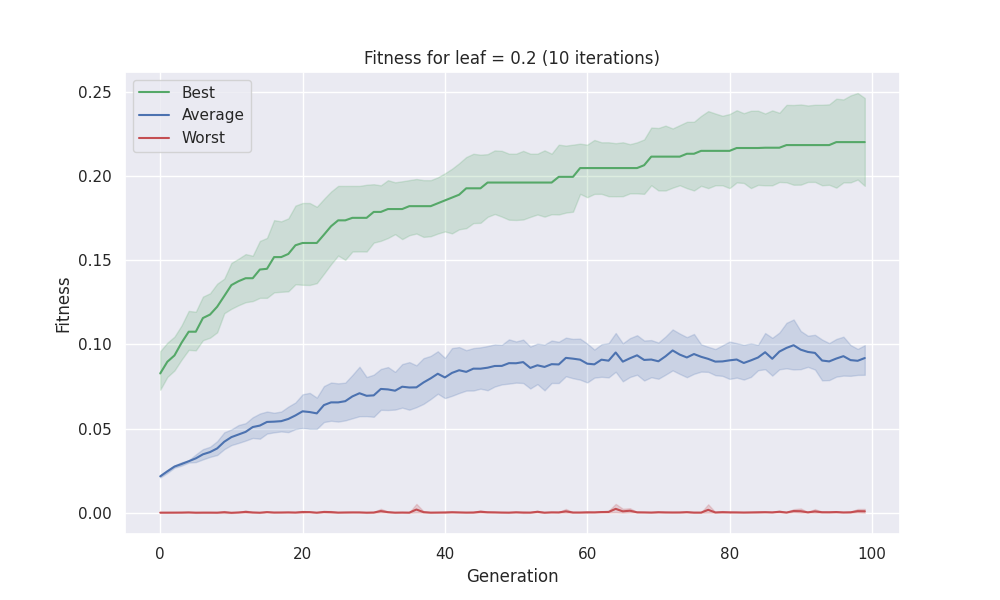 Fitness for leaf = 0.2 (10 iterations)
Best
Average
Worst
0.25
0.20
0.15
0.10
0.05
0.00
Fitness
0 20 40 60 80 100
Generation